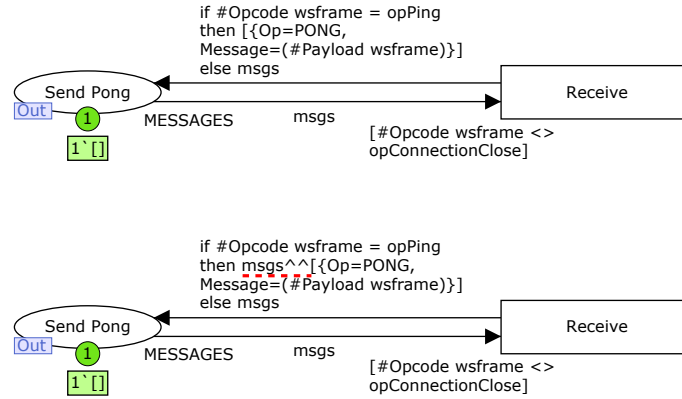 if #Opcode wsframe = opPing
then [{Op=PONG,
Message=(#Payload wsframe)}]
else msgs
Send Pong
Receive
Out
1
MESSAGES
msgs
1`[]
[#Opcode wsframe <>
opConnectionClose]
if #Opcode wsframe = opPing
then msgs^^[{Op=PONG,
Message=(#Payload wsframe)}]
else msgs
Send Pong
Receive
Out
1
MESSAGES
msgs
1`[]
[#Opcode wsframe <>
opConnectionClose]